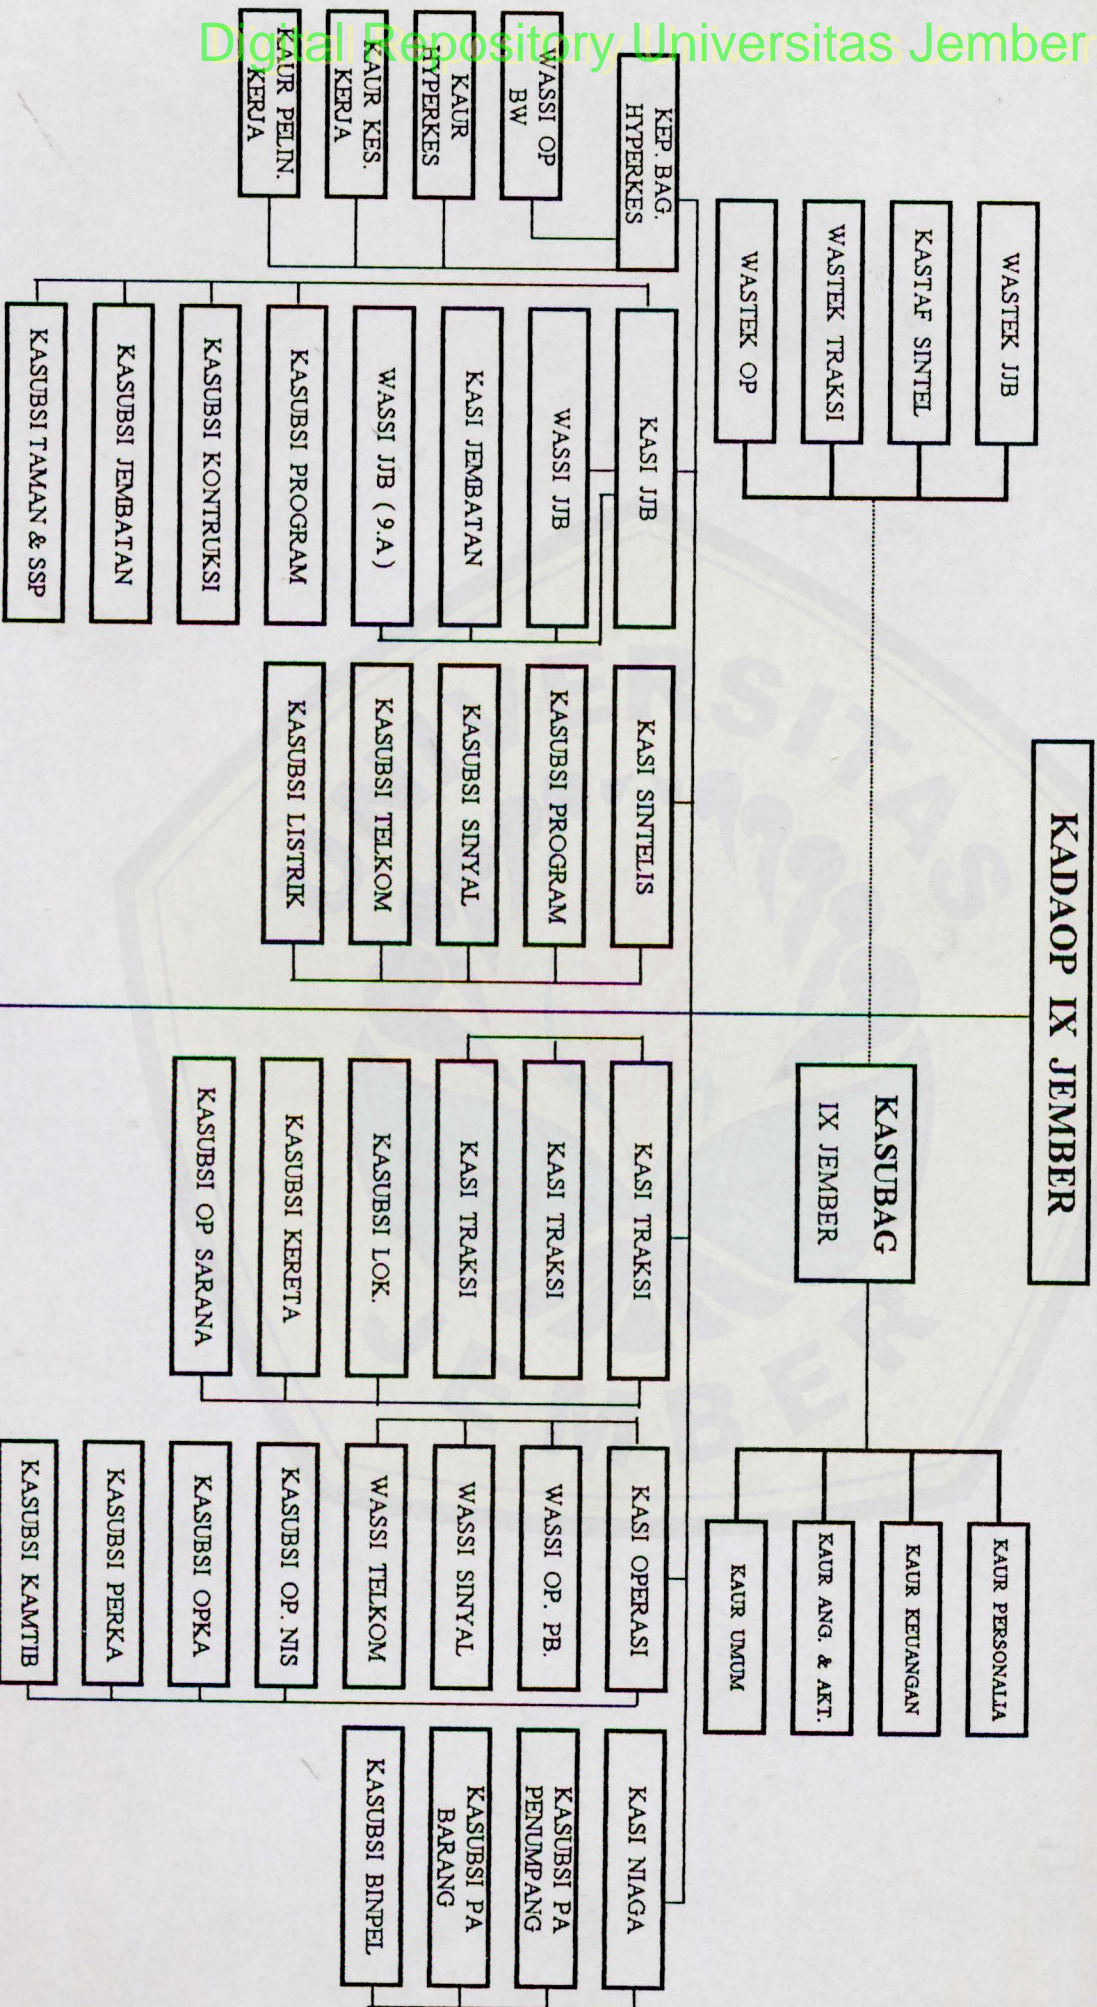 Digital Repository Universitas Jember
KADAOP IX JEMBER
KASUBAG
IX JEMBER
WASTEK JJB
KASTAF SINTEL
WASTEK TRAKSI
WASTEK OP
KAUR PERSONALIA
KAUR KEUANGAN
KAUR ANG. & AKT.
KAUR UMUM
KEP. BAG.
HYPERKES
WASSI OP
BW
KAUR
HYPERKES
KAUR KES.
KERJA
KAUR PELIN.
KERJA
KASI JJB
WASSI JJB
KASI JEMBATAN
WASSI JJB ( 9.A )
KASUBSI PROGRAM
KASUBSI KONTRUKSI
KASUBSI JEMBATAN
KASUBSI TAMAN & SSP
KASI SINTELIS
KASUBSI PROGRAM
KASUBSI SINYAL
KASUBSI TELKOM
KASUBSI LISTRIK
KASI TRAKSI
KASI TRAKSI
KASI TRAKSI
KASUBSI LOK.
KASUBSI KERETA
KASUBSI OP SARANA
KASI OPERASI
WASSI OP. PB.
WASSI SINYAL
WASSI TELKOM
KASUBSI OP. NIS
KASUBSI OPKA
KASUBSI PERKA
KASUBSI KAMTIB
KASI NIAGA
KASUBSI PA
PENUMPANG
KASUBSI PA
BARANG
KASUBSI BINPEL
UNIVERSITAS
JEMBER